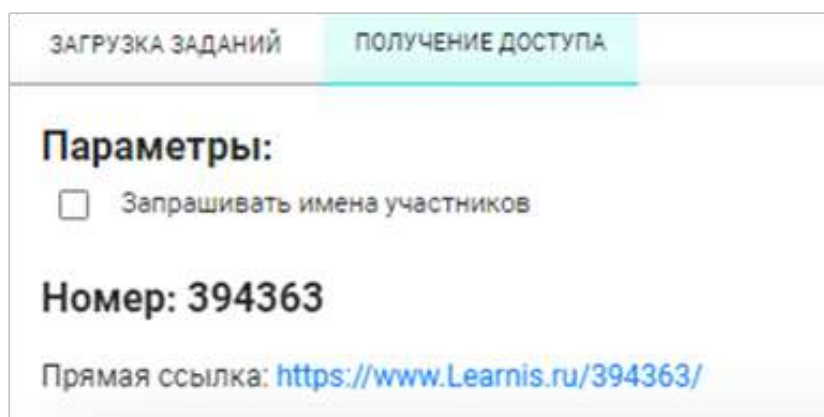 ЗАГРУЗКА ЗАДАНИЙ ПОЛУЧЕНИЕ ДОСТУПА
Параметры:
Запрашивать имена участников
Номер: 394363
Прямая ссылка: https://www.Learnis.ru/394363/